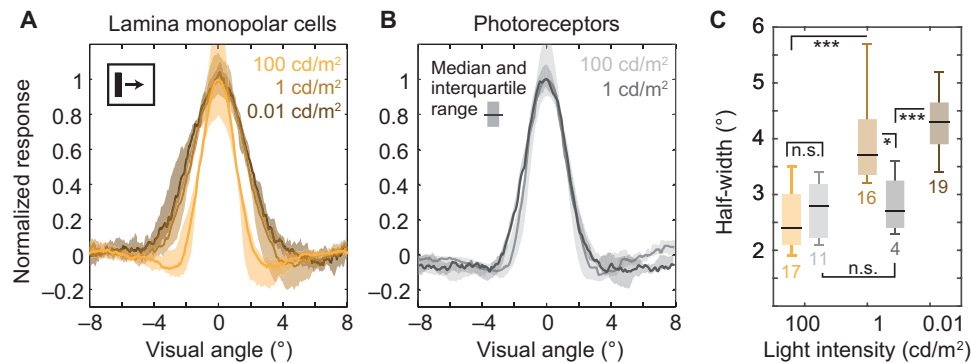 A Lamina monopolar cells
Normalized response
1
0.8
0.6
0.4
0.2
0
–0.2
100 cd/m²
1 cd/m²
0.01 cd/m²
–8 –4 0 4 8
Visual angle (°)
B Photoreceptors
Median and
interquartile
range
100 cd/m²
1 cd/m²
–8 –4 0 4 8
Visual angle (°)
C
Half-width (°)
6°
5°
4°
3°
2°
***
n.s.
*
***
17
11
16
4
19
n.s.
100 1 0.01
Light intensity (cd/m²)